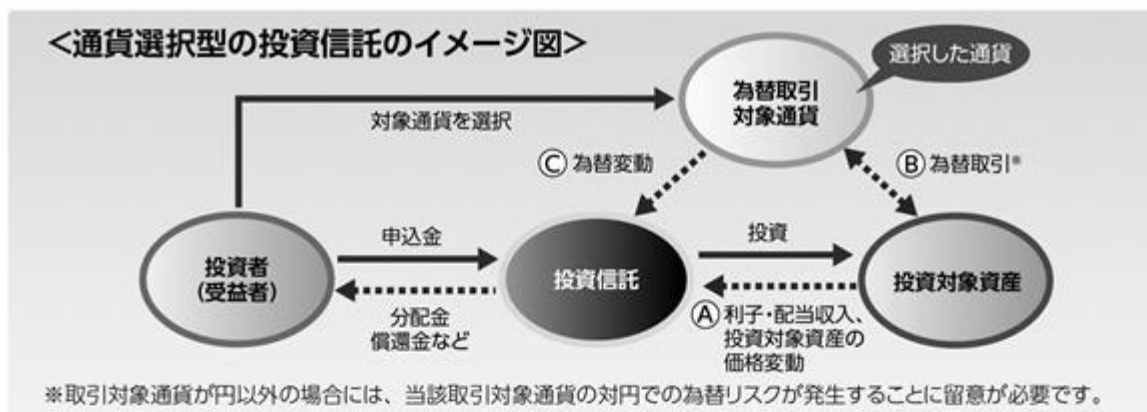 <通貨選択型の投資信託のイメージ図>
選択した通貨
為替取引
対象通貨
対象通貨を選択
Ⓒ為替変動
Ⓑ為替取引※
申込金
投資
投資者
(受益者)
投資信託
投資対象資産
分配金
償還金など
Ⓐ利子・配当収入、
投資対象資産の
価格変動
※取引対象通貨が円以外の場合には、当該取引対象通貨の対円での為替リスクが発生することに留意が必要です。